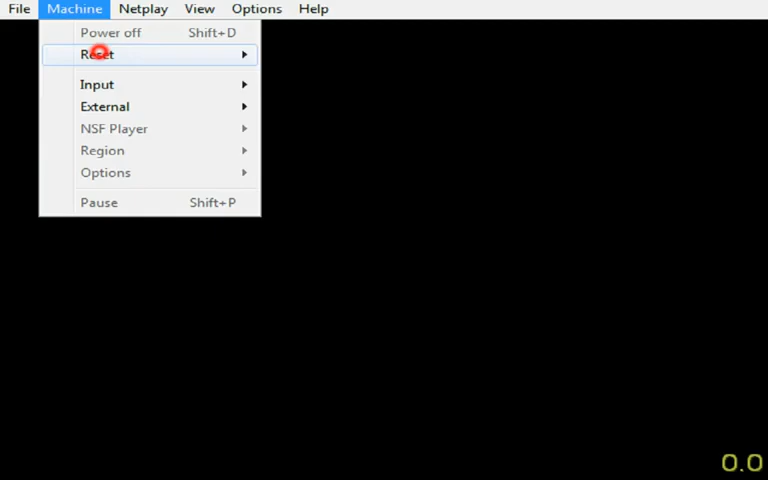 File Machine Netplay View Options Help
Power off Shift+D
Reset
Input
External
NSF Player
Region
Options
Pause Shift+P
0.0